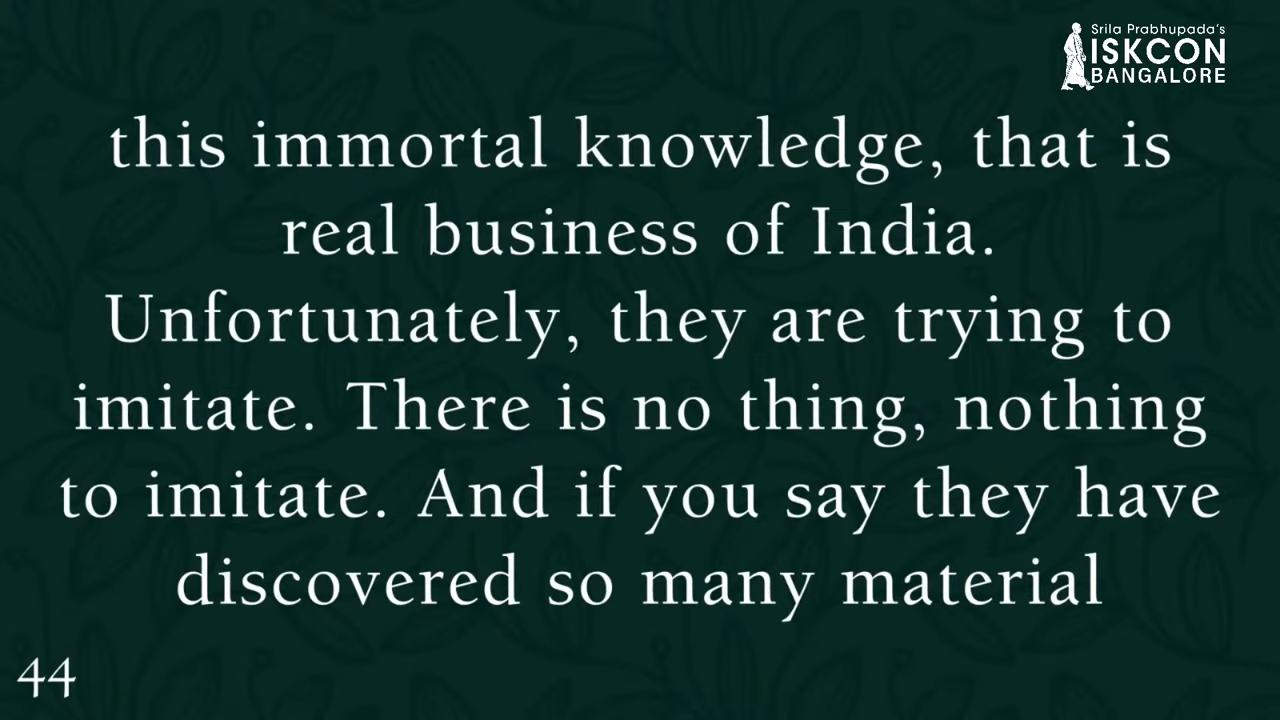 Srila Prabhupada's
ISKCON
BANGALORE
this immortal knowledge, that is
real business of India.
Unfortunately, they are trying to
imitate. There is no thing, nothing
to imitate. And if you say they have
discovered so many material
44